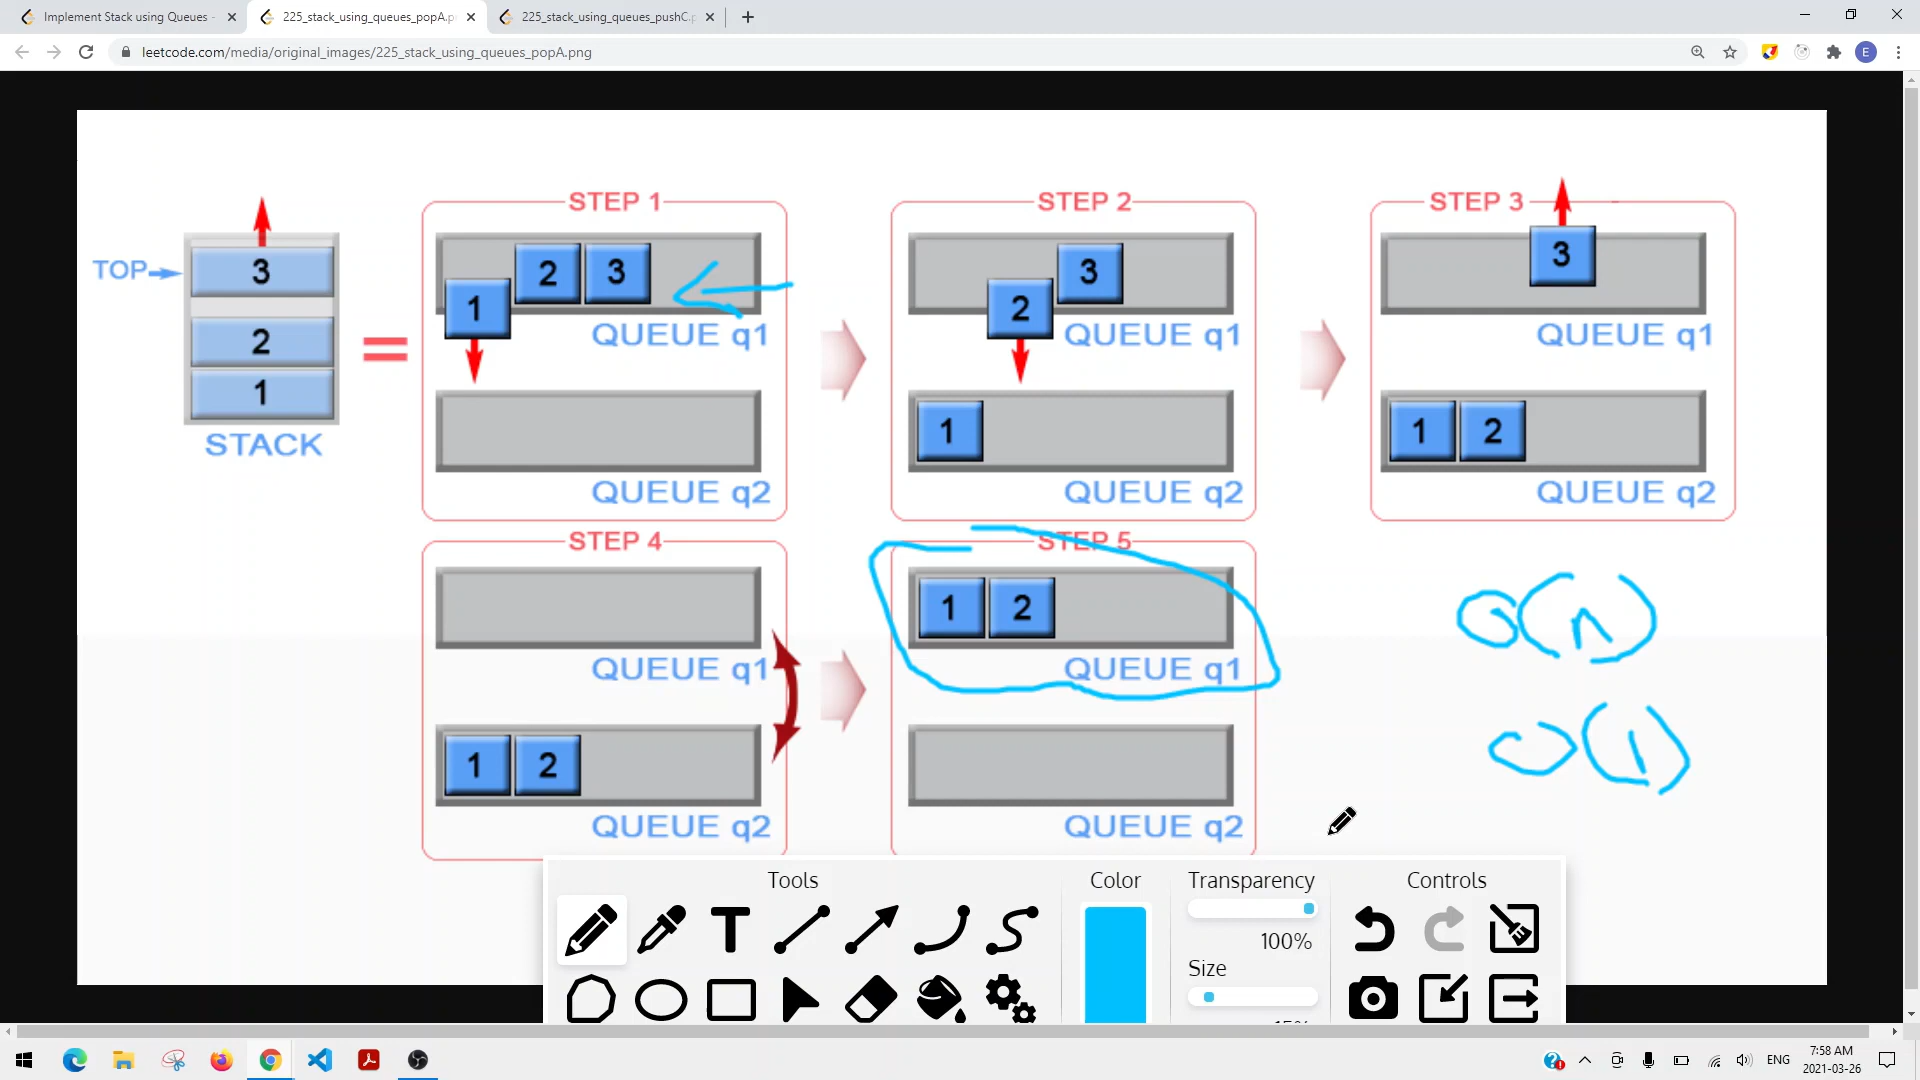 Implement Stack using Queues -
225_stack_using_queues_popA.p
225_stack_using_queues_pushC.p
leetcode.com/media/original_images/225_stack_using_queues_popA.png
E
TOP
3
2
1
STACK
=
STEP 1
1 2 3
QUEUE q1
QUEUE q2
STEP 2
2 3
QUEUE q1
1
QUEUE q2
STEP 3
3
QUEUE q1
1 2
QUEUE q2
STEP 4
QUEUE q1
1 2
QUEUE q2
STEP 5
1 2
QUEUE q1
QUEUE q2
O(n)
O(1)
Tools
T
Color
Transparency
100%
Size
15%
Controls
ENG
7:58 AM
2021-03-26